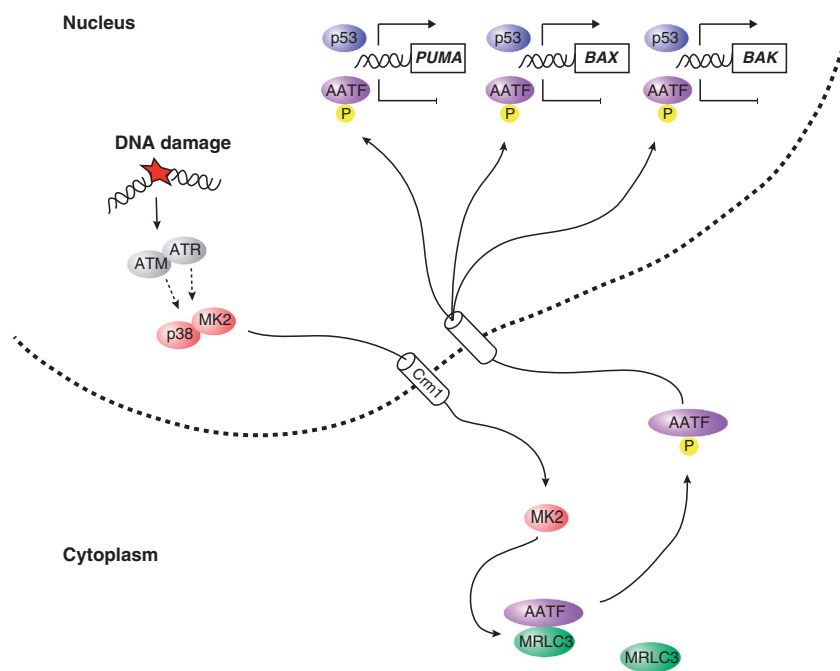 Nucleus
p53
PUMA
AATF
P
p53
BAX
AATF
P
p53
BAK
AATF
P
DNA damage
ATM
ATR
p38
MK2
Crm1
AATF
P
MK2
Cytoplasm
AATF
MRLC3
MRLC3